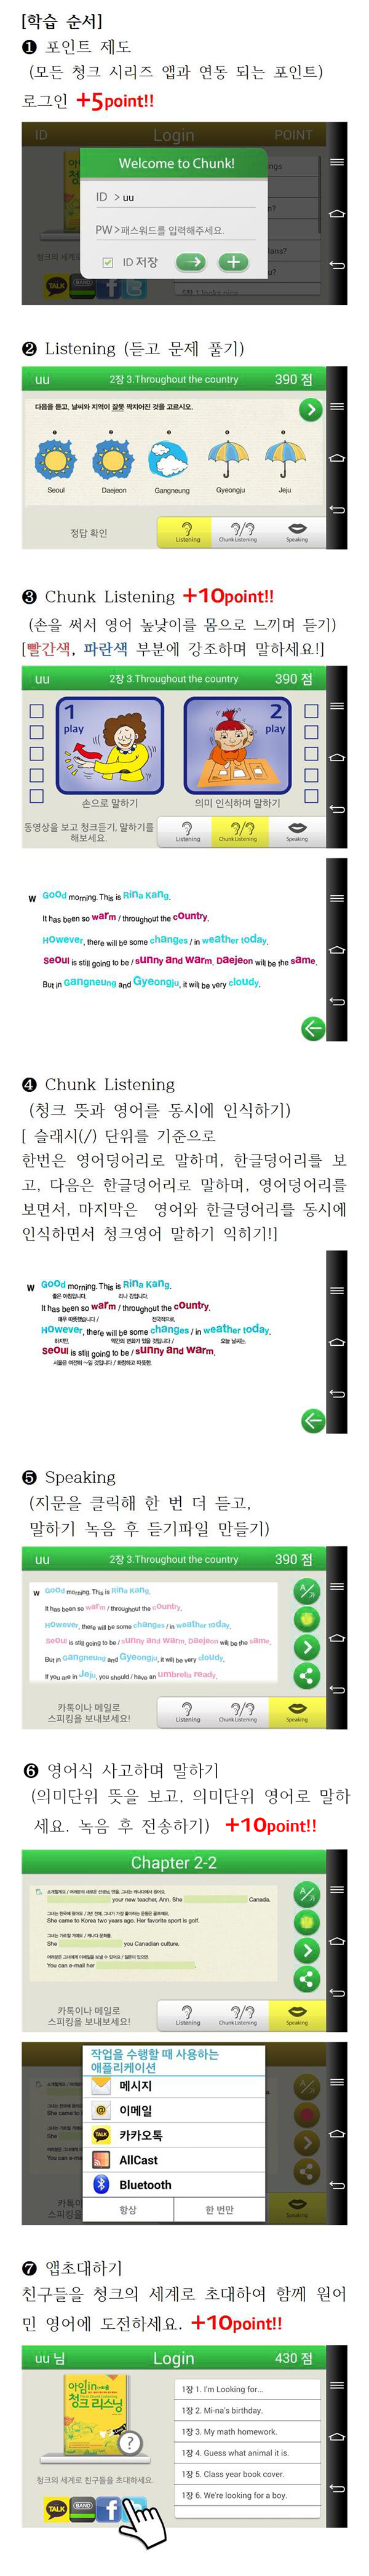 [학습 순서]
❶ 포인트 제도
(모든 청크 시리즈 앱과 연동 되는 포인트)
로그인 +5point!!
ID Login POINT
Welcome to Chunk!
ID > uu
PW > 패스워드를 입력해주세요.
ID 저장
❷ Listening (듣고 문제 풀기)
uu 2장 3.Throughout the country 390 점
다음을 듣고, 날씨와 지역이 잘못 짝지어진 것을 고르시오.
Seoul Daejeon Gangneung Gyeongju Jeju
정답 확인
Listening Chunk Listening Speaking
❸ Chunk Listening +10point!!
(손을 써서 영어 높낮이를 몸으로 느끼며 듣기)
[빨간색, 파란색 부분에 강조하며 말하세요!]
uu 2장 3.Throughout the country 390 점
1 play 2 play
손으로 말하기 의미 인식하며 말하기
동영상을 보고 청크듣기, 말하기를
해보세요.
Listening Chunk Listening Speaking
W Good morning. This is Rina Kang.
It has been so warm / throughout the country.
However, there will be some changes / in weather today.
Seoul is still going to be / sunny and warm. Daejeon will be the same.
But in Gangneung and Gyeongju, it will be very cloudy.
❹ Chunk Listening
(청크 뜻과 영어를 동시에 인식하기)
[ 슬래시(/) 단위를 기준으로
한번은 영어덩어리로 말하며, 한글덩어리를 보
고, 다음은 한글덩어리로 말하며, 영어덩어리를
보면서, 마지막은 영어와 한글덩어리를 동시에
인식하면서 청크영어 말하기 익히기!]
W Good morning. This is Rina Kang.
좋은 아침입니다. 리나 강입니다.
It has been so warm / throughout the country.
매우 따뜻했습니다 / 전국적으로.
However, there will be some changes / in weather today.
하지만, 약간의 변화가 있을 것입니다 / 오늘 날씨는.
Seoul is still going to be / sunny and warm.
서울은 여전히 ~일 것입니다 / 화창하고 따뜻한.
❺ Speaking
(지문을 클릭해 한 번 더 듣고,
말하기 녹음 후 듣기파일 만들기)
uu 2장 3.Throughout the country 390 점
W Good morning. This is Rina Kang.
It has been so warm / throughout the country.
However, there will be some changes / in weather today.
Seoul is still going to be / sunny and warm. Daejeon will be the same.
But in Gangneung and Gyeongju, it will be very cloudy.
If you are in Jeju, you should / have an umbrella ready.
카톡이나 메일로
스피킹을 보내보세요!
Listening Chunk Listening Speaking
❻ 영어식 사고하며 말하기
(의미단위 뜻을 보고, 의미단위 영어로 말하
세요. 녹음 후 전송하기) +10point!!
Chapter 2-2
your new teacher, Ann. She Canada.
She came to Korea two years ago. Her favorite sport is golf.
She you Canadian culture.
You can e-mail her
카톡이나 메일로
스피킹을 보내보세요!
Listening Chunk Listening Speaking
작업을 수행할 때 사용하는
애플리케이션
메시지
이메일
카카오톡
AllCast
Bluetooth
항상 한 번만
❼ 앱초대하기
친구들을 청크의 세계로 초대하여 함께 원어
민 영어에 도전하세요. +10point!!
uu 님 Login 430 점
아임in
청크 리스닝
1장 1. I'm Looking for...
1장 2. Mi-na's birthday.
1장 3. My math homework.
1장 4. Guess what animal it is.
1장 5. Class year book cover.
1장 6. We're looking for a boy.
청크의 세계로 친구들을 초대하세요.
TALK BAND